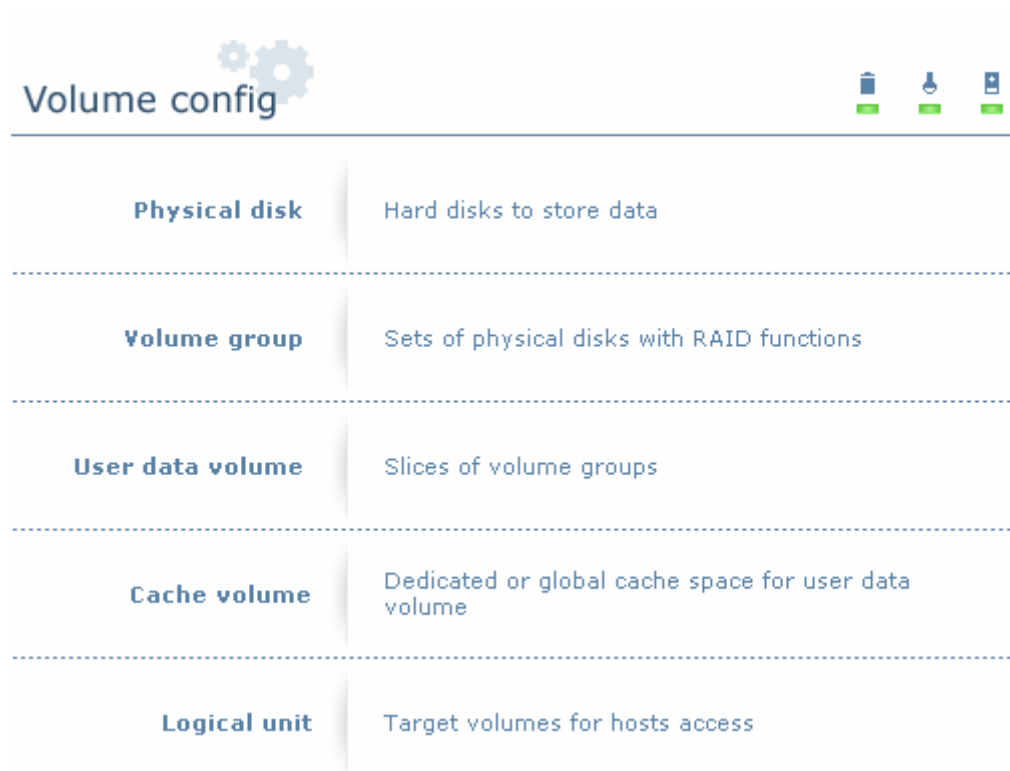 Volume config
Physical disk
Hard disks to store data
Volume group
Sets of physical disks with RAID functions
User data volume
Slices of volume groups
Cache volume
Dedicated or global cache space for user data
volume
Logical unit
Target volumes for hosts access